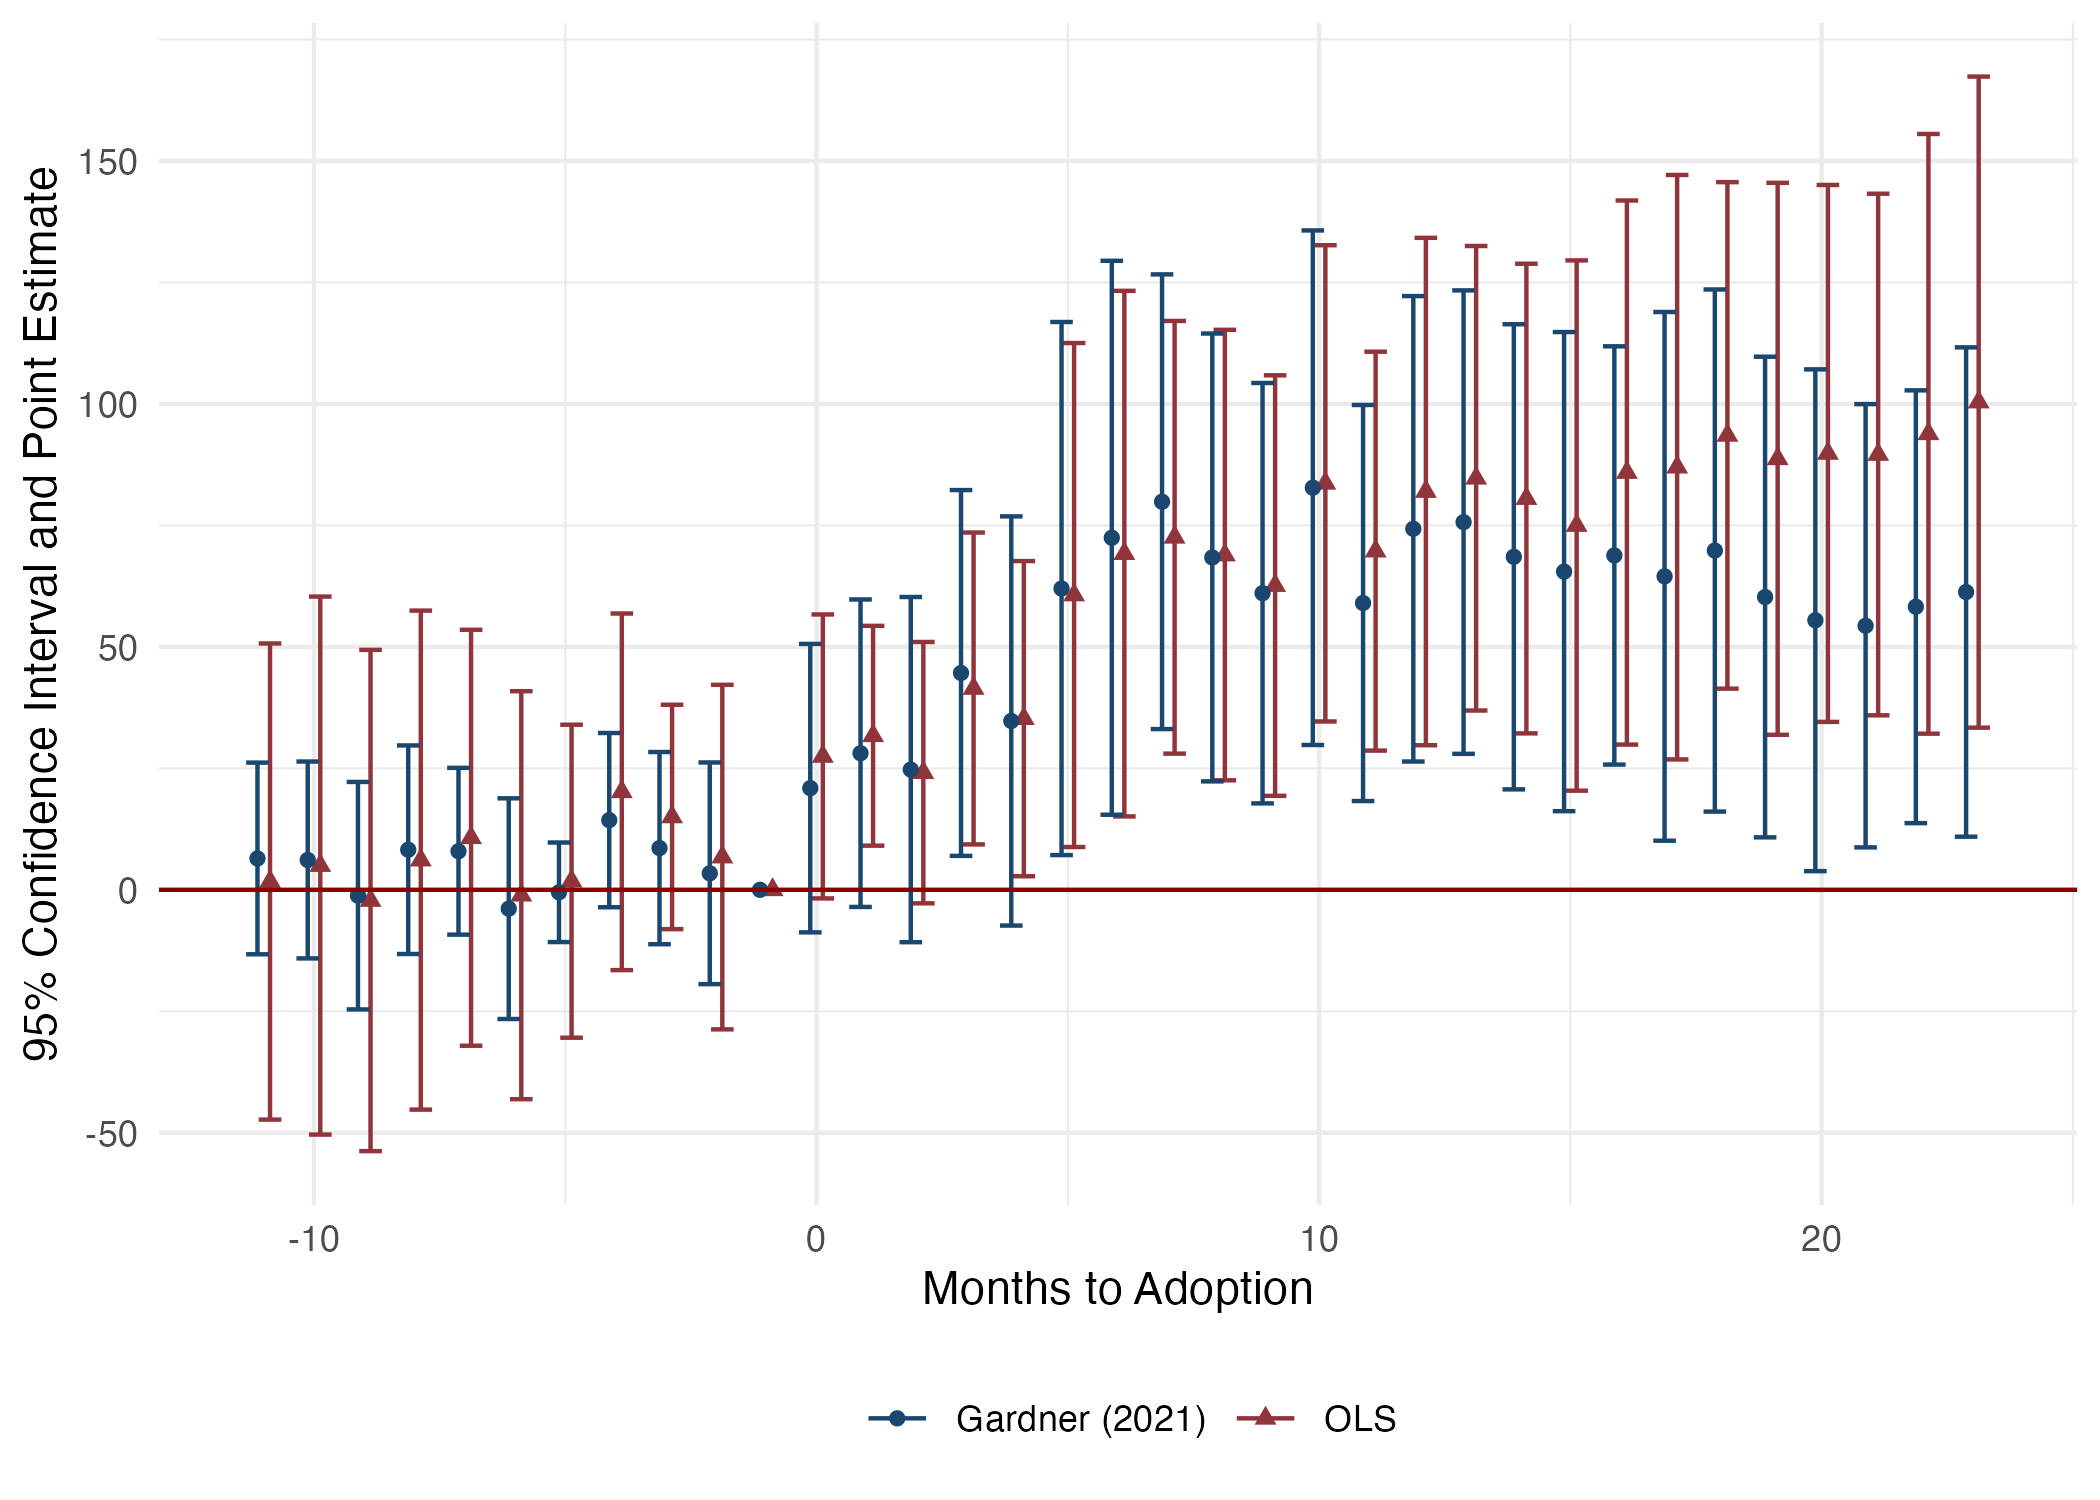 95% Confidence Interval and Point Estimate
150
100
50
0
-50
-10
0
10
20
Months to Adoption
Gardner (2021)
OLS